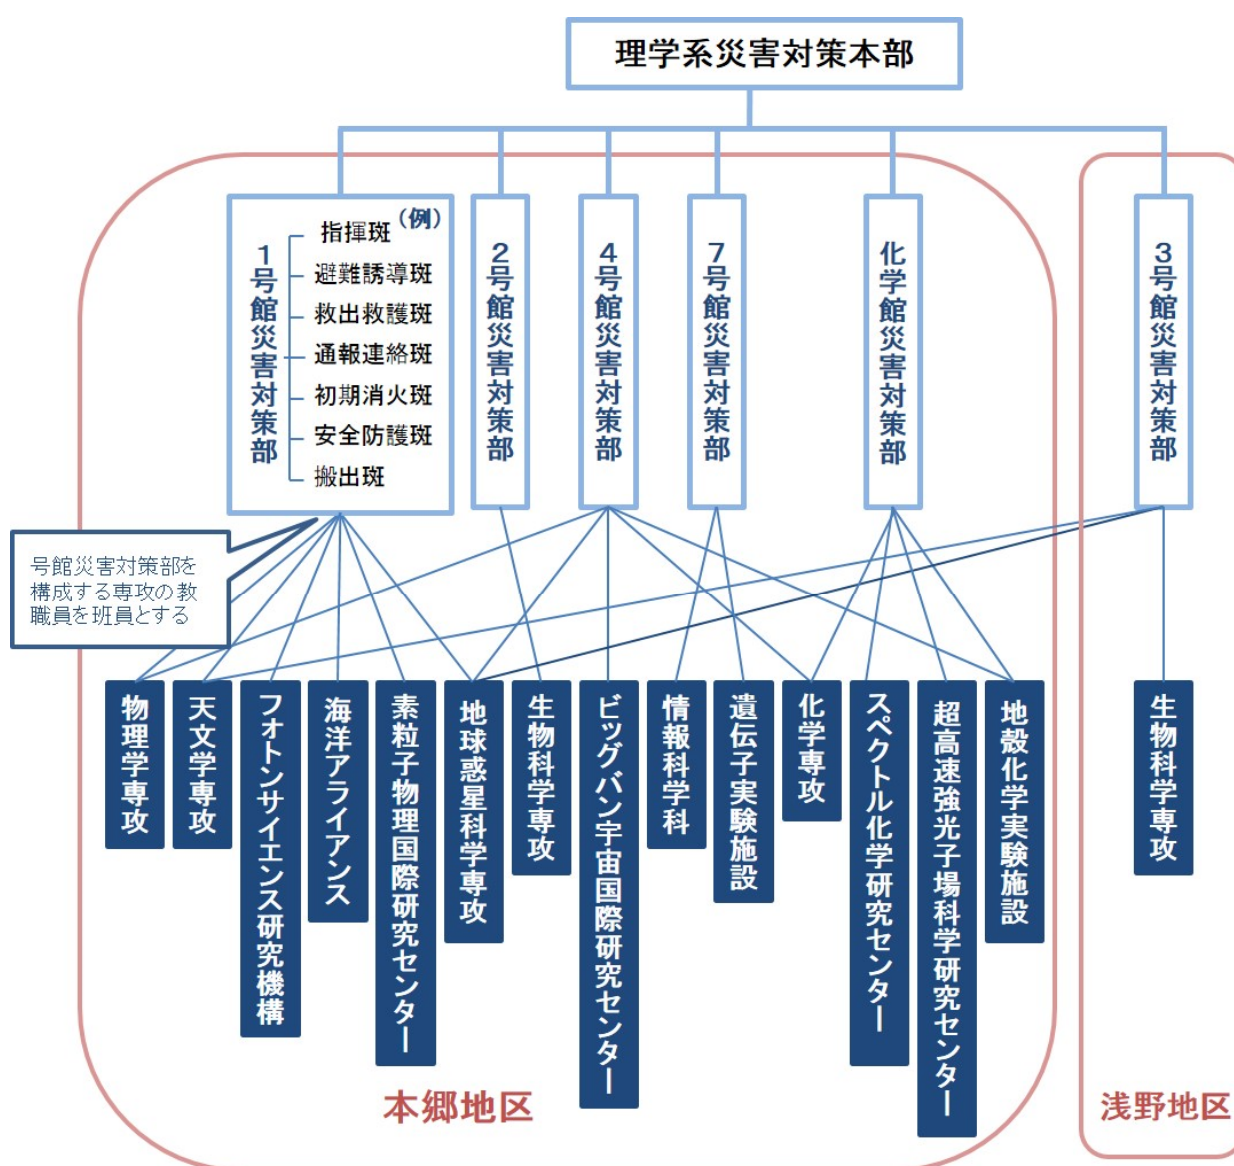 理学系災害対策本部
1号館災害対策部
(例)
指揮斑
避難誘導斑
救出救護斑
通報連絡斑
初期消火斑
安全防護斑
搬出斑
2号館災害対策部
4号館災害対策部
7号館災害対策部
化学館災害対策部
3号館災害対策部
号館災害対策部を
構成する専攻の教
職員を班員とする
物理学専攻
天文学専攻
フォトンサイエンス研究機構
海洋アライアンス
素粒子物理国際研究センター
地球惑星科学専攻
生物科学専攻
ビッグバン宇宙国際研究センター
情報科学科
遺伝子実験施設
化学専攻
スペクトル化学研究センター
超高速強光子場科学研究センター
地殻化学実験施設
生物科学専攻
本郷地区
浅野地区